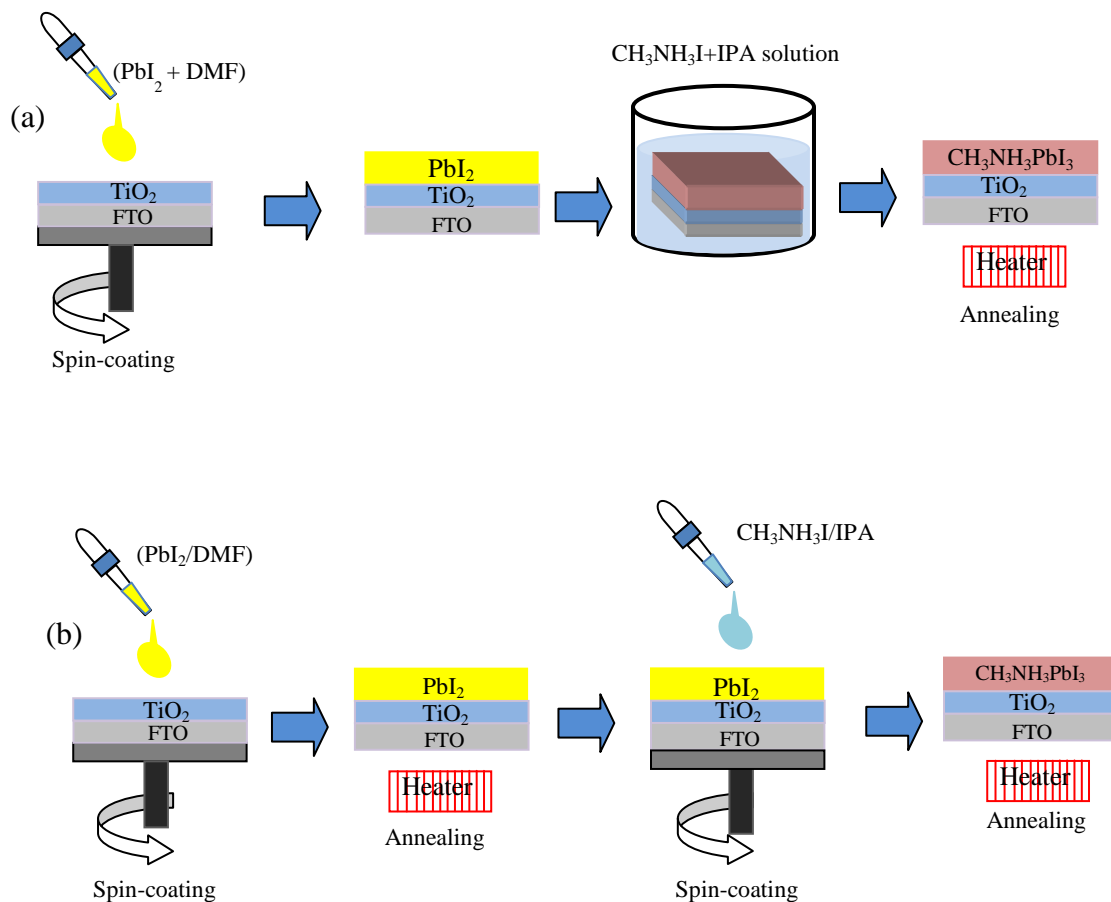 (PbI₂ + DMF)
CH₃NH₃I+IPA solution
(a)
TiO₂
FTO
Spin-coating
PbI₂
TiO₂
FTO
CH₃NH₃PbI₃
TiO₂
FTO
Heater
Annealing
(PbI₂/DMF)
CH₃NH₃I/IPA
(b)
TiO₂
FTO
Spin-coating
PbI₂
TiO₂
FTO
Heater
Annealing
PbI₂
TiO₂
FTO
Spin-coating
CH₃NH₃PbI₃
TiO₂
FTO
Heater
Annealing